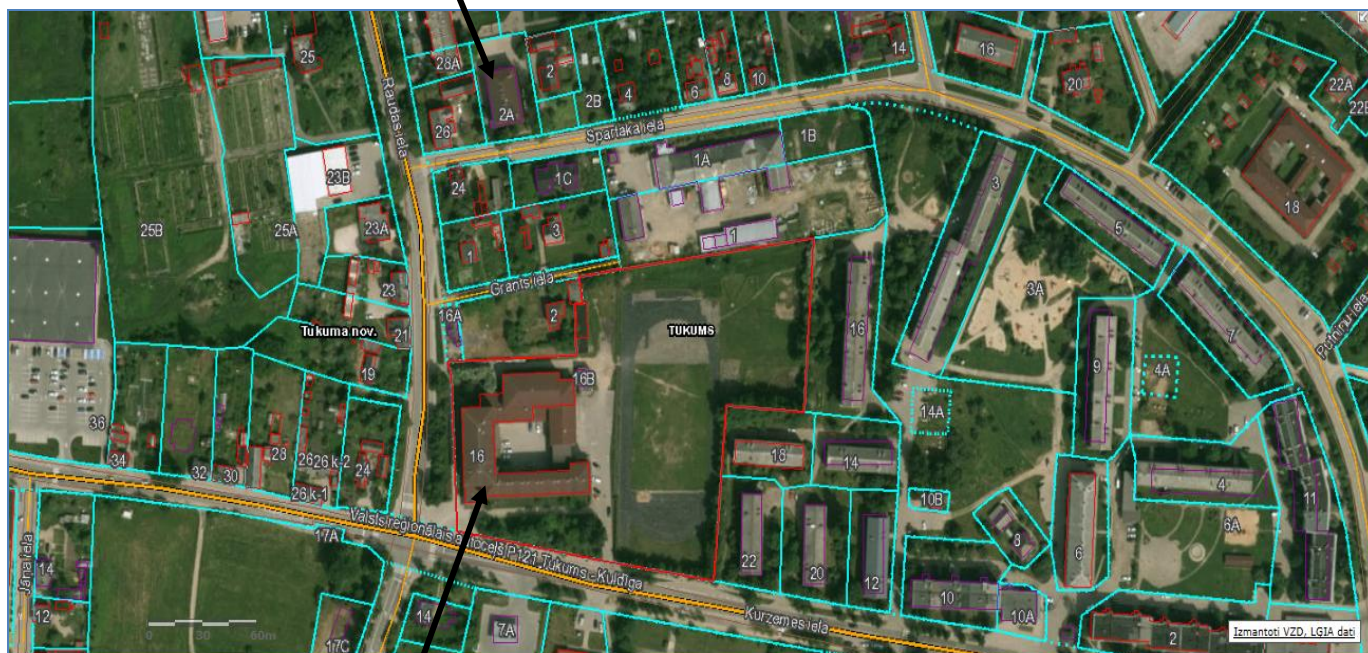 25
28A
2
14
16
20
22A
22B
Raudas iela
2A
2B
4
6
8
10
26
Spartaka iela
1A
1B
23B
24
1C
3
18
25B
25A
23A
3
5
1
1
Grants iela
3A
23
16A
2
16
Tukuma nov.
21
TUKUMS
7
Putniņu iela
19
16B
9
4A
14A
36
34
32
30
28
26
26 k-2
26 k-1
24
16
18
14
4
11
10B
6A
Valsts reģionālais autoceļš P121 Tukums - Kuldīga
17A
22
20
12
8
6
Jāņa iela
14
12
10
10A
Kurzemes iela
14
7A
17C
2
0 30 60m
Izmantoti VZD, LGIA dati